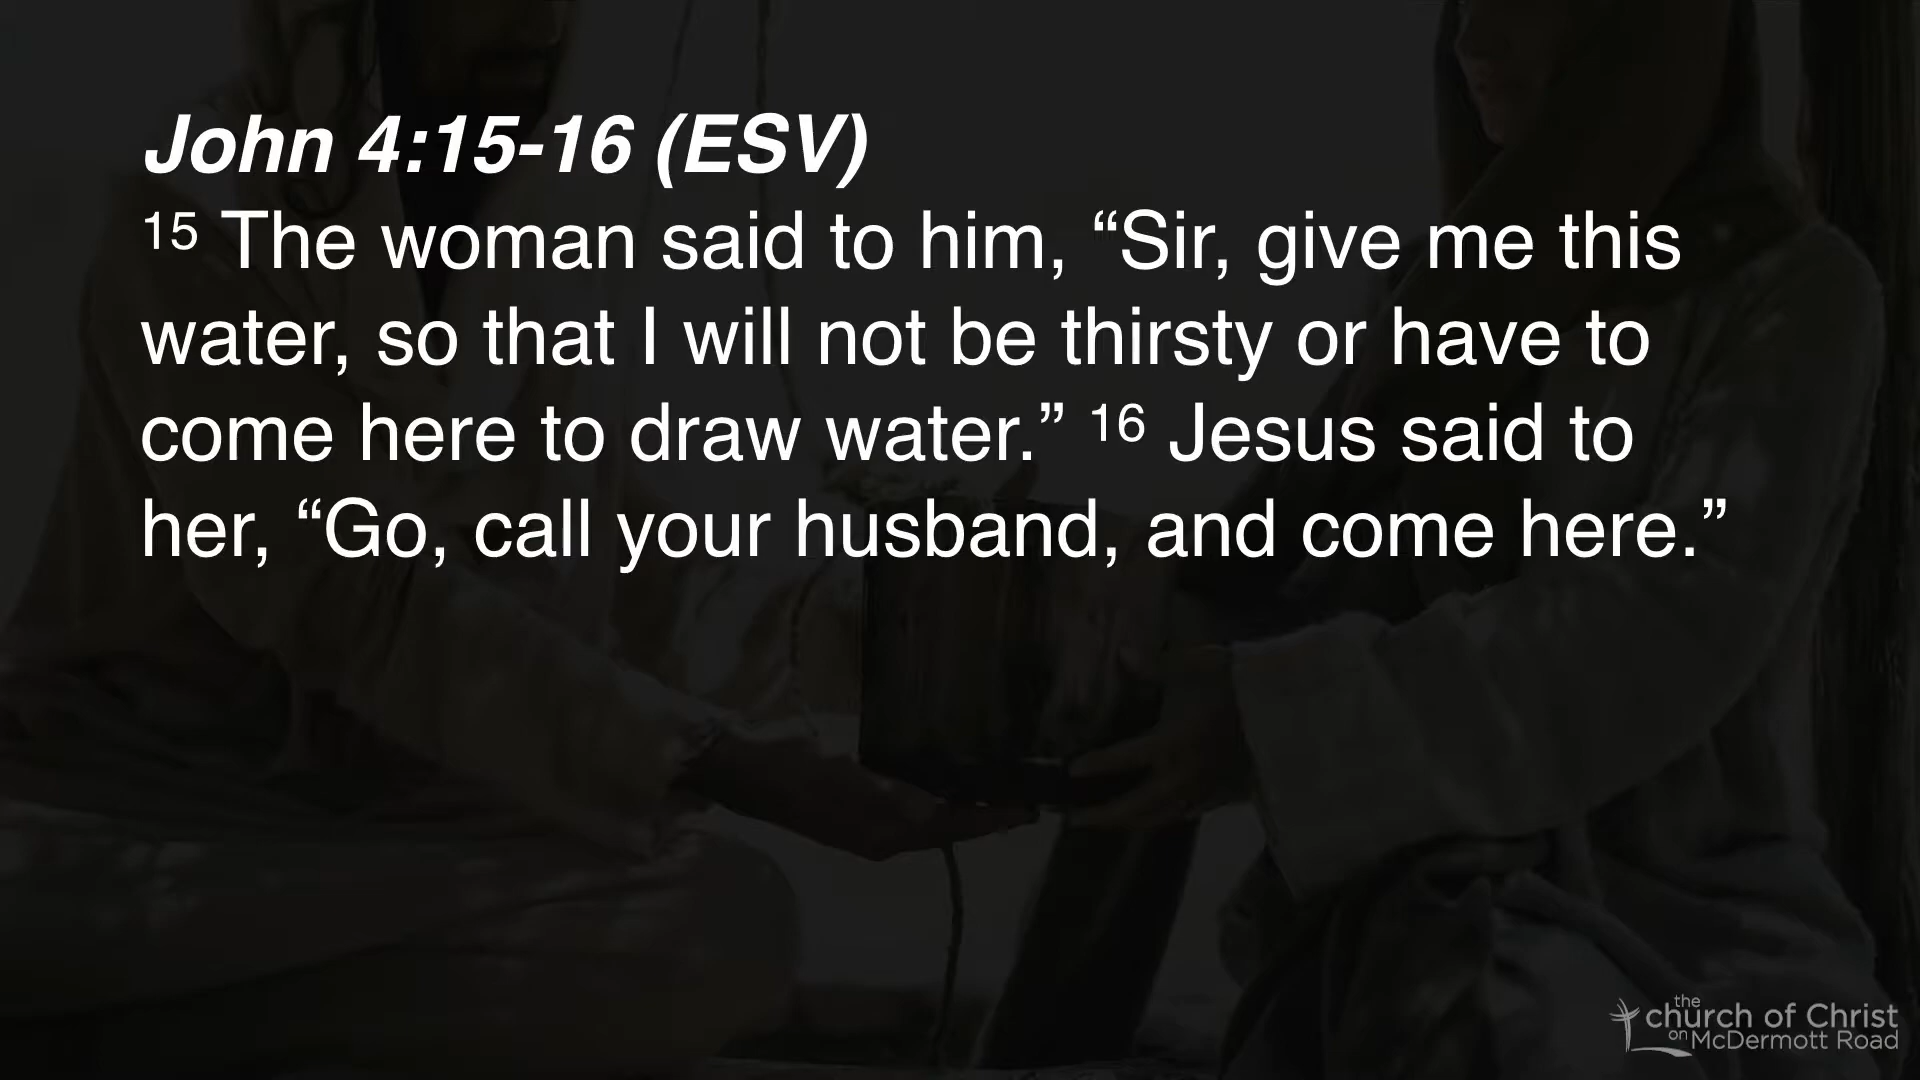 John 4:15-16 (ESV)
15 The woman said to him, “Sir, give me this
water, so that I will not be thirsty or have to
come here to draw water.” 16 Jesus said to
her, “Go, call your husband, and come here.”
the
church of Christ
on McDermott Road